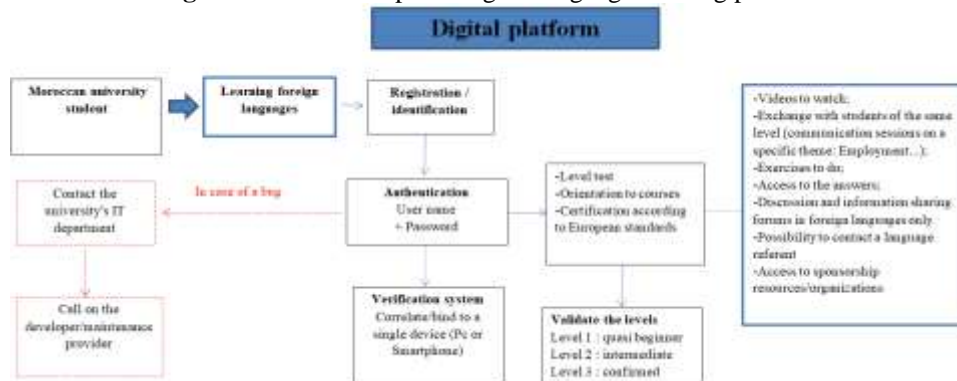 Digital platform
Moroccan university
student
Learning foreign
languages
Registration /
identification
-Videos to watch;
-Exchange with students of the same
level (communication sessions on a
specific theme: Employment...);
-Exercises to do;
-Access to the answers;
-Discussion and information sharing
forums in foreign languages only
-Possibility to contact a language
referent
-Access to sponsorship
resources/organizations
Contact the
university's IT
department
In case of a bug
Authentication
User name
+ Password
-Level test
-Orientation to courses
-Certification according
to European standards
Call on the
developer/maintenance
provider
Verification system
Correlate/bind to a
single device (Pc or
Smartphone)
Validate the levels
Level 1 : quasi beginner
Level 2 : intermediate
Level 3 : confirmed